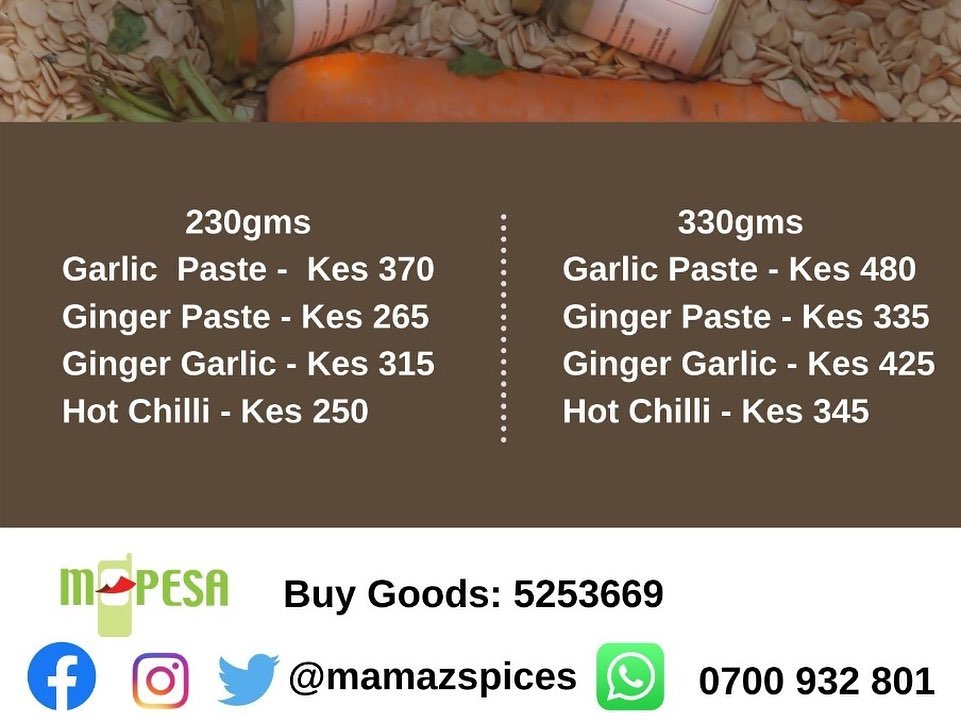 230gms
Garlic Paste - Kes 370
Ginger Paste - Kes 265
Ginger Garlic - Kes 315
Hot Chilli - Kes 250
330gms
Garlic Paste - Kes 480
Ginger Paste - Kes 335
Ginger Garlic - Kes 425
Hot Chilli - Kes 345
M-PESA Buy Goods: 5253669
@mamazspices 0700 932 801